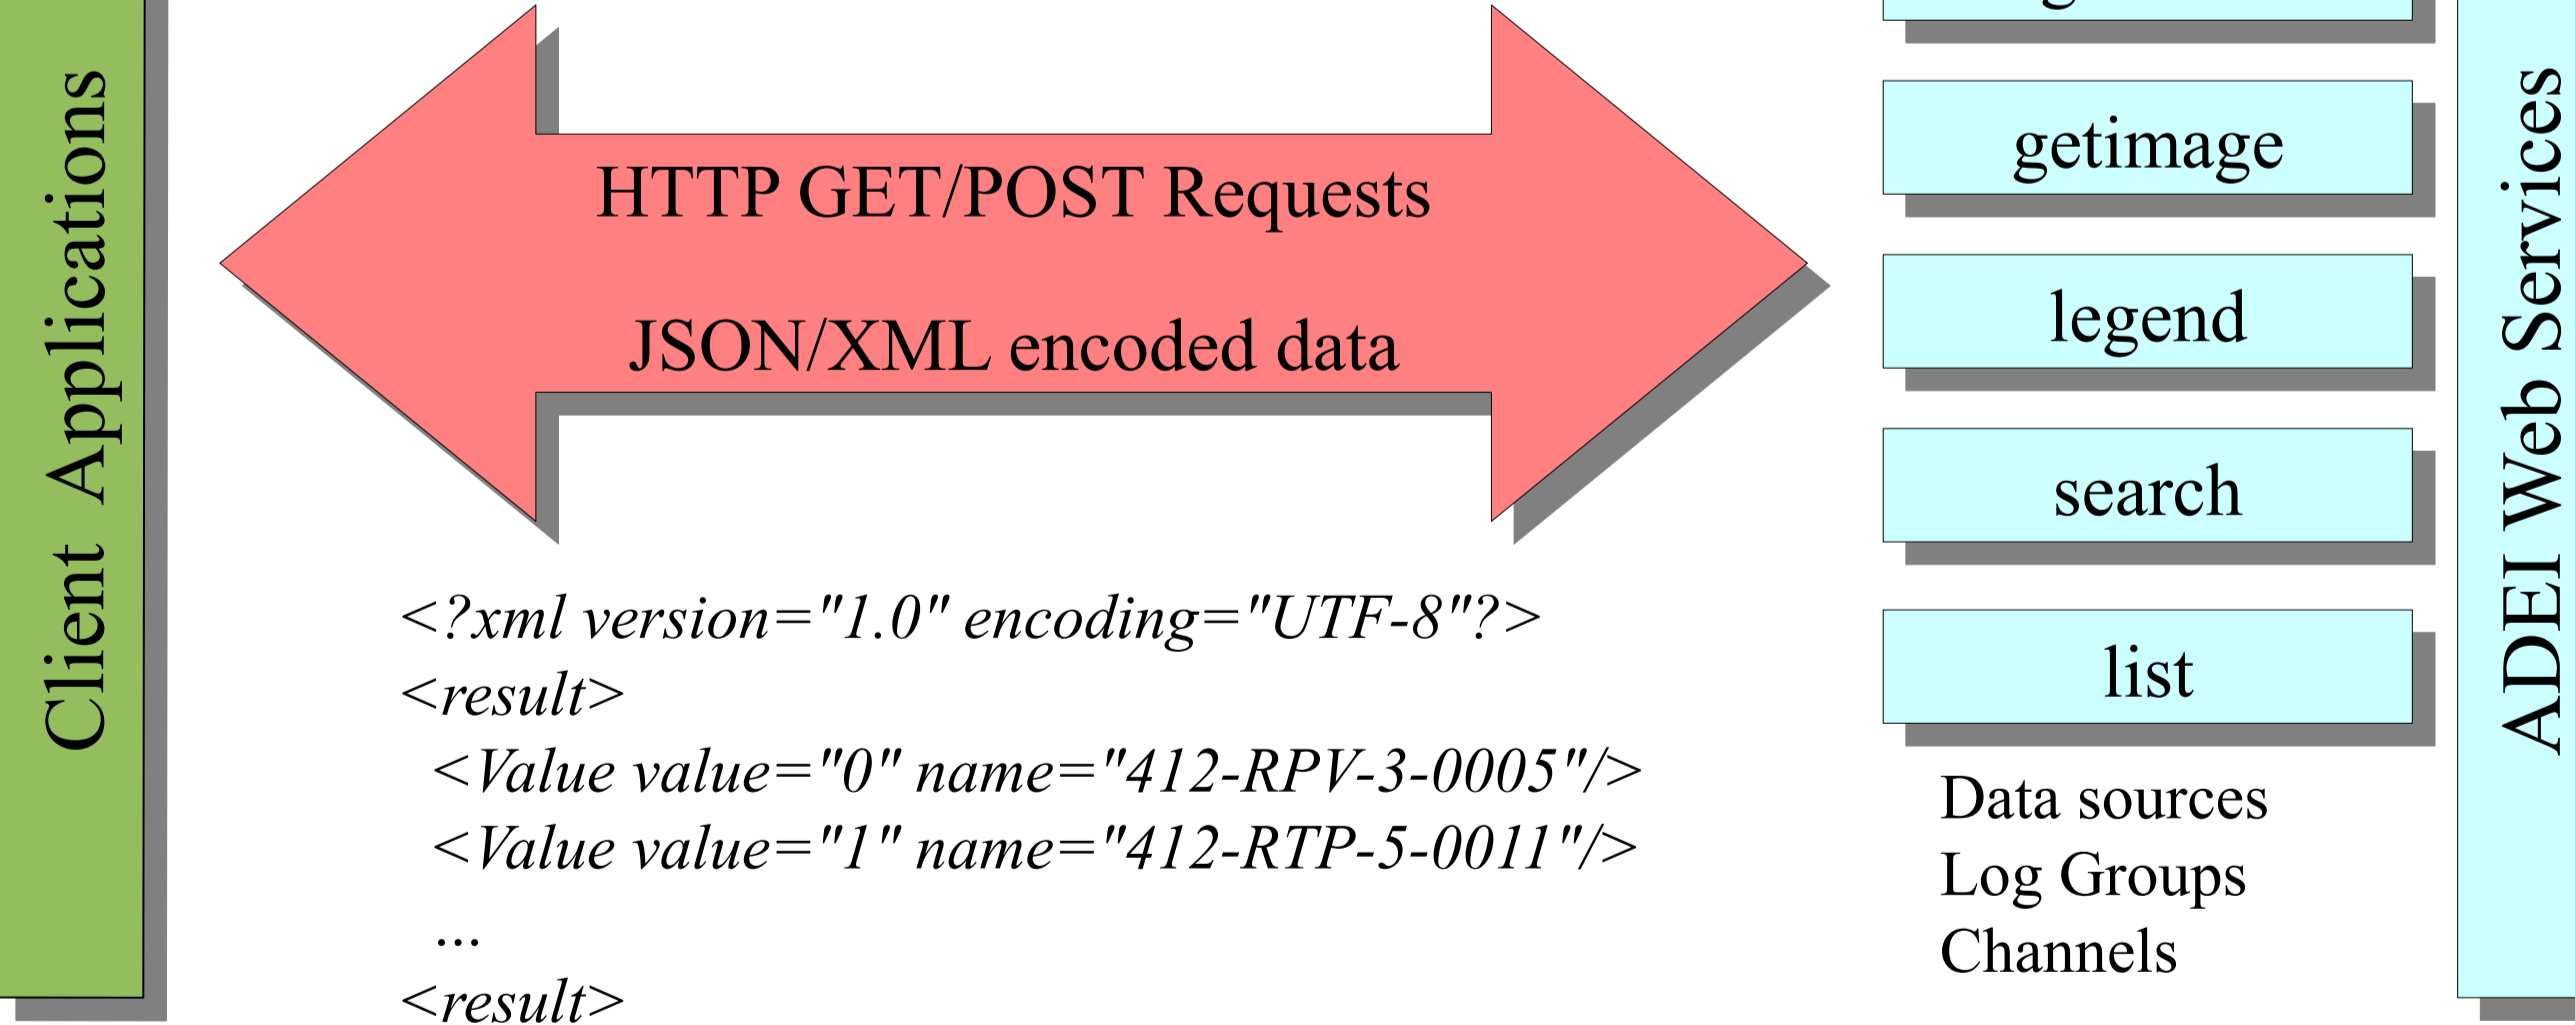 Client Applications
HTTP GET/POST Requests
JSON/XML encoded data
<?xml version="1.0" encoding="UTF-8"?>
<result>
<Value value="0" name="412-RPV-3-0005"/>
<Value value="1" name="412-RTP-5-0011"/>
...
<result>
getimage
legend
search
list
Data sources
Log Groups
Channels
ADEI Web Services